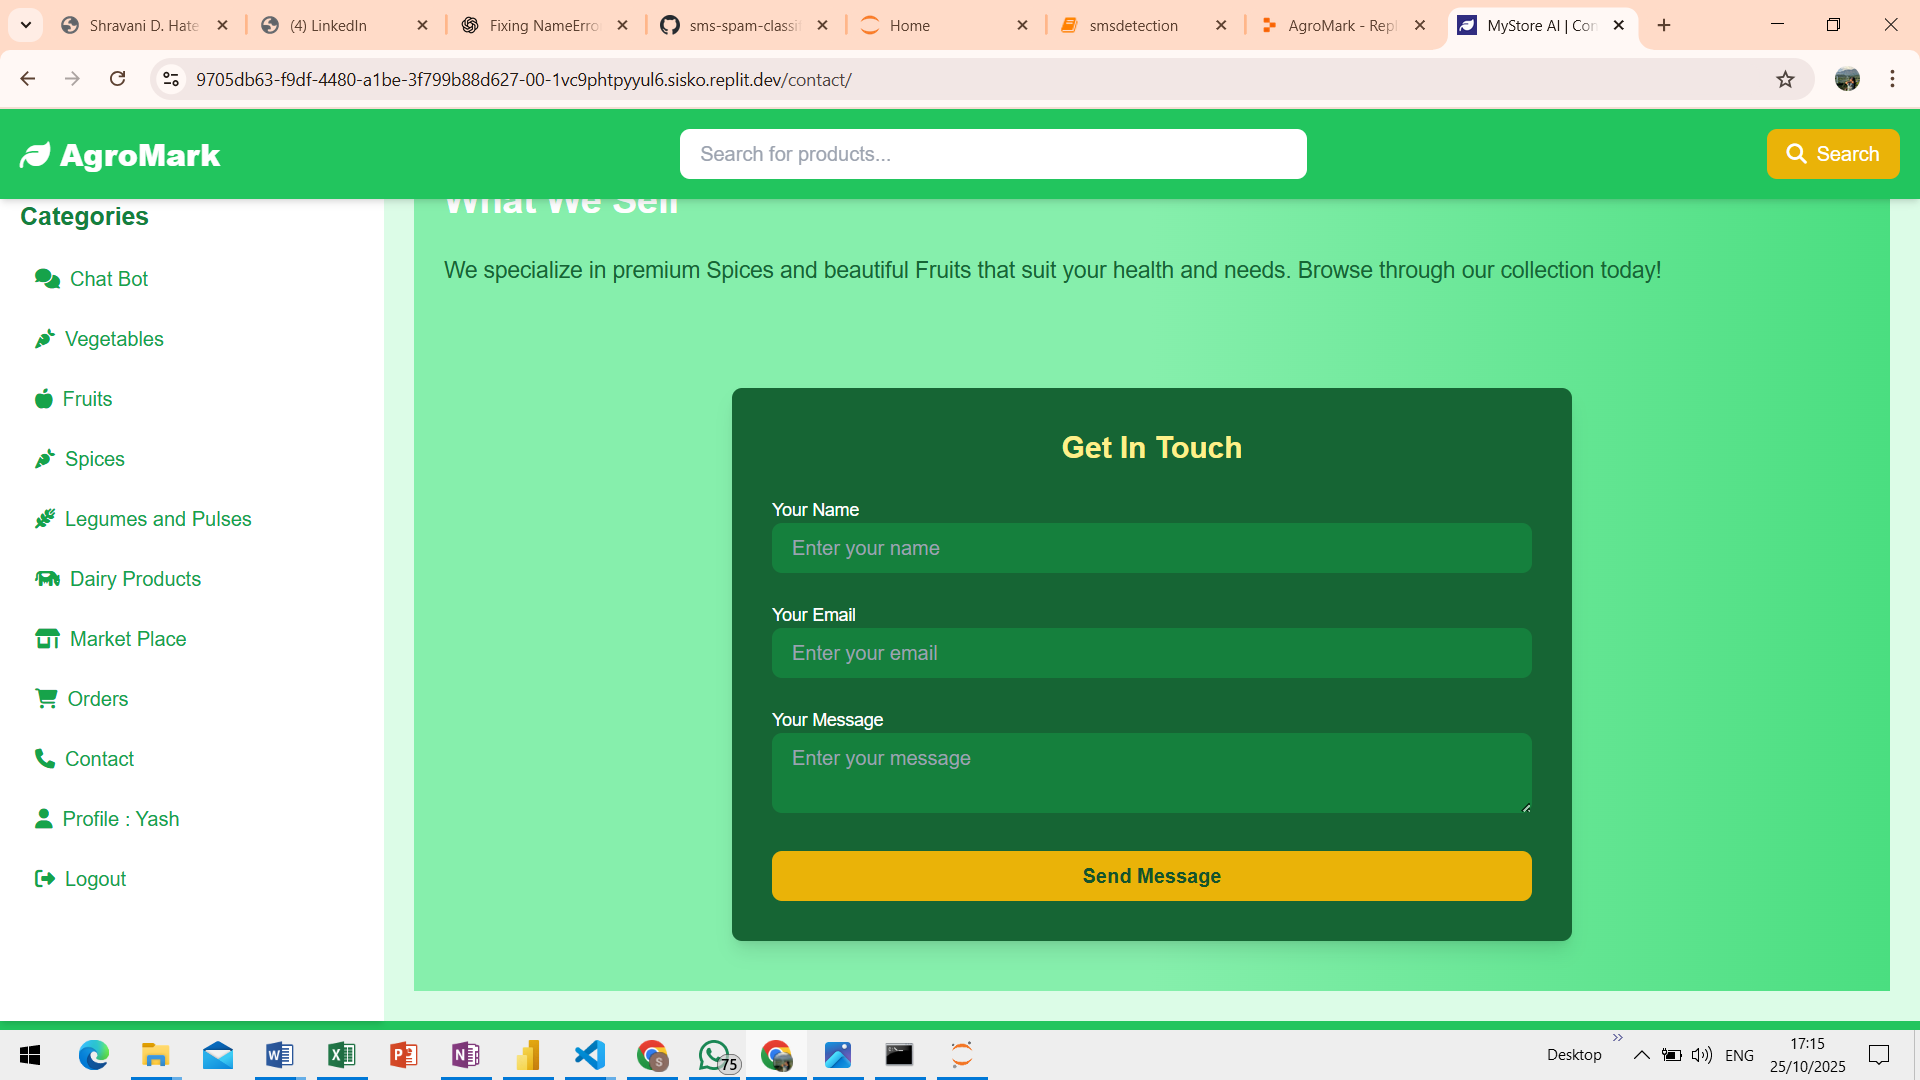 Shravani D. Hate
(4) LinkedIn
Fixing NameErro
sms-spam-classif
Home
smsdetection
AgroMark - Repl
MyStore AI | Con
9705db63-f9df-4480-a1be-3f799b88d627-00-1vc9phtpyyul6.sisko.replit.dev/contact/
AgroMark
Search for products...
Search
Categories
Chat Bot
Vegetables
Fruits
Spices
Legumes and Pulses
Dairy Products
Market Place
Orders
Contact
Profile : Yash
Logout
What We Sell
We specialize in premium Spices and beautiful Fruits that suit your health and needs. Browse through our collection today!
Get In Touch
Your Name
Enter your name
Your Email
Enter your email
Your Message
Enter your message
Send Message
S
75
Desktop
ENG
17:15
25/10/2025